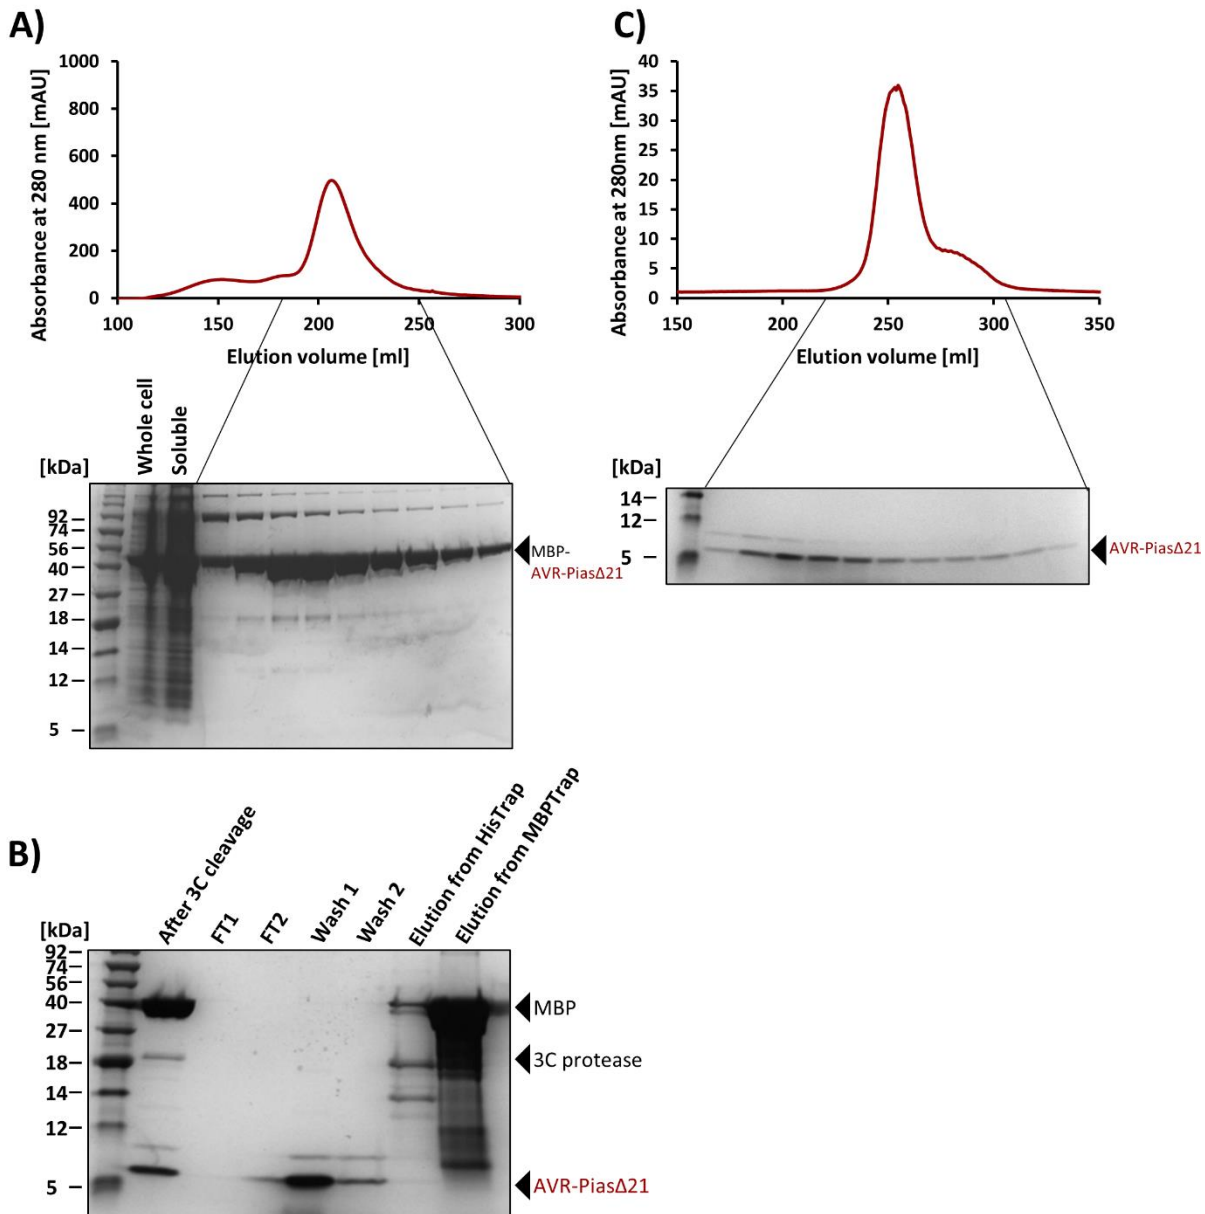 A)
1000
800
600
400
200
0
Absorbance at 280 nm [mAU]
100 150 200 250 300
Elution volume [ml]
Whole cell
Soluble
[kDa]
92
74
56
40
27
18
14
12
5
MBP-
AVR-PiasΔ21
C)
40
35
30
25
20
15
10
5
0
Absorbance at 280nm [mAU]
150 200 250 300 350
Elution volume [ml]
[kDa]
14
12
5
AVR-PiasΔ21
B)
After 3C cleavage
FT1
FT2
Wash 1
Wash 2
Elution from HisTrap
Elution from MBPTrap
[kDa]
92
74
56
40
27
18
14
12
5
MBP
3C protease
AVR-PiasΔ21